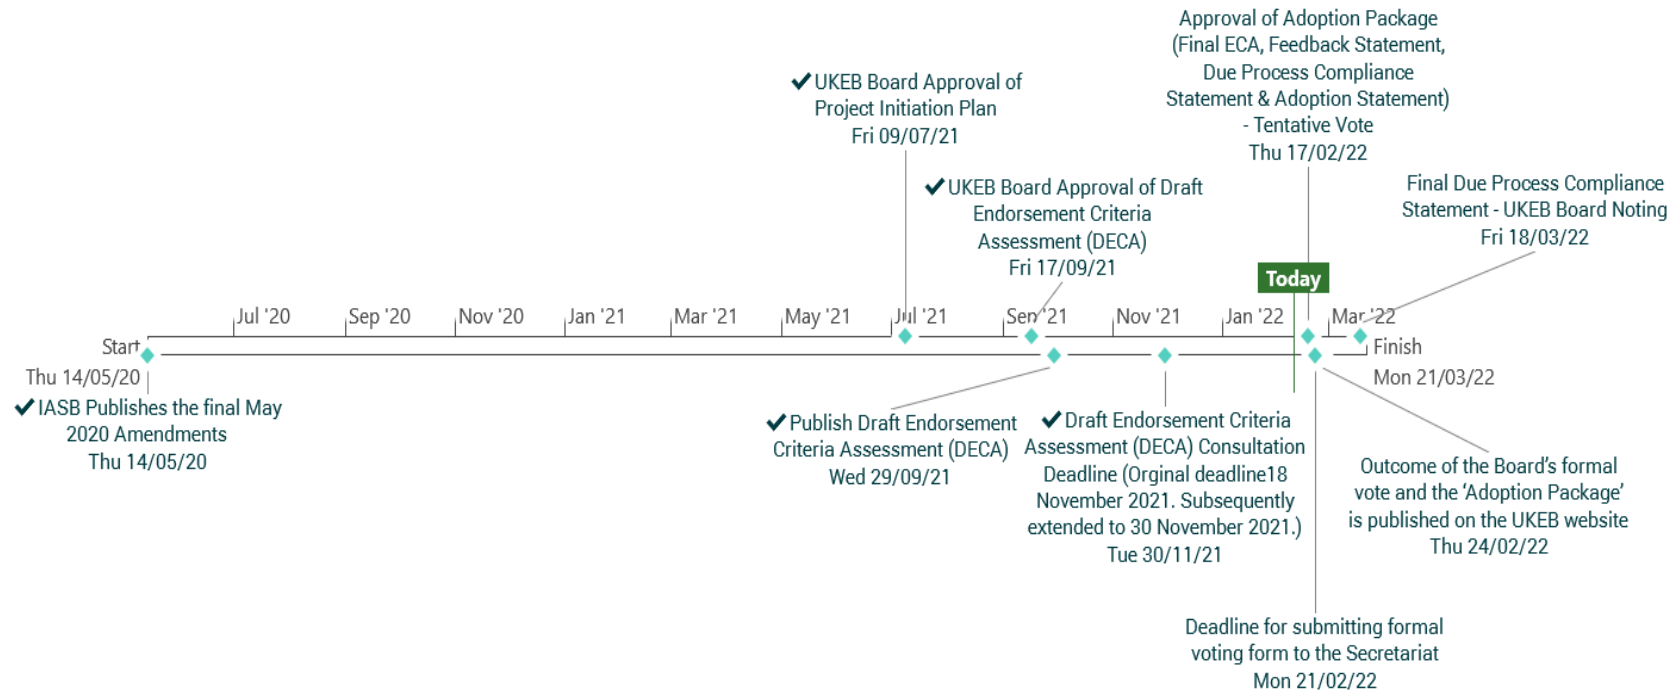 Approval of Adoption Package
(Final ECA, Feedback Statement,
Due Process Compliance
Statement & Adoption Statement)
- Tentative Vote
Thu 17/02/22
✔ UKEB Board Approval of
Project Initiation Plan
Fri 09/07/21
✔ UKEB Board Approval of Draft
Endorsement Criteria
Assessment (DECA)
Fri 17/09/21
Final Due Process Compliance
Statement - UKEB Board Noting
Fri 18/03/22
Today
Jul '20
Sep '20
Nov '20
Jan '21
Mar '21
May '21
Jul '21
Sep '21
Nov '21
Jan '22
Mar '22
Start
Thu 14/05/20
Finish
Mon 21/03/22
✔ IASB Publishes the final May
2020 Amendments
Thu 14/05/20
✔ Publish Draft Endorsement
Criteria Assessment (DECA)
Wed 29/09/21
✔ Draft Endorsement Criteria
Assessment (DECA) Consultation
Deadline (Orginal deadline18
November 2021. Subsequently
extended to 30 November 2021.)
Tue 30/11/21
Outcome of the Board’s formal
vote and the ‘Adoption Package’
is published on the UKEB website
Thu 24/02/22
Deadline for submitting formal
voting form to the Secretariat
Mon 21/02/22